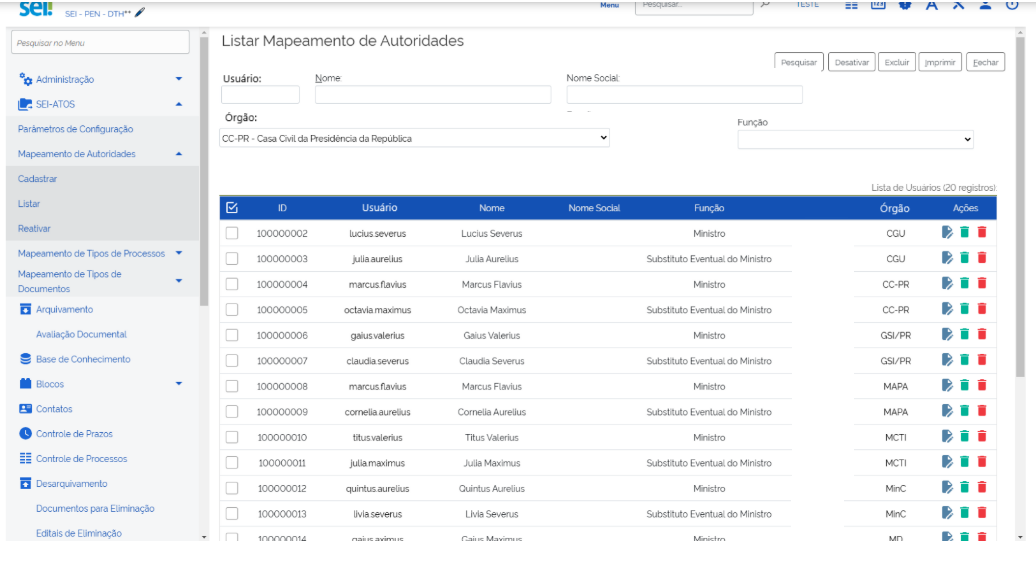 sei!
SEI - PEN - DTH**
Menu
Pesquisar...
TESTE
Pesquisar no Menu
Administração
SEI-ATOS
Parâmetros de Configuração
Mapeamento de Autoridades
Cadastrar
Listar
Reativar
Mapeamento de Tipos de Processos
Mapeamento de Tipos de
Documentos
Arquivamento
Avaliação Documental
Base de Conhecimento
Blocos
Contatos
Controle de Prazos
Controle de Processos
Desarquivamento
Documentos para Eliminação
Editais de Eliminação
Listar Mapeamento de Autoridades
Pesquisar Desativar Excluir Imprimir Fechar
Usuário: Nome: Nome Social:
Órgão: Função
CC-PR - Casa Civil da Presidência da República
Lista de Usuários (20 registros):
ID Usuário Nome Nome Social Função Órgão Ações
100000002 lucius.severus Lucius Severus Ministro CGU
100000003 julia.aurelius Julia Aurelius Substituto Eventual do Ministro CGU
100000004 marcus.flavius Marcus Flavius Ministro CC-PR
100000005 octavia.maximus Octavia Maximus Substituto Eventual do Ministro CC-PR
100000006 gaius.valerius Gaius Valerius Ministro GSI/PR
100000007 claudia.severus Claudia Severus Substituto Eventual do Ministro GSI/PR
100000008 marcus.flavius Marcus Flavius Ministro MAPA
100000009 cornelia.aurelius Cornelia Aurelius Substituto Eventual do Ministro MAPA
100000010 titus.valerius Titus Valerius Ministro MCTI
100000011 julia.maximus Julia Maximus Substituto Eventual do Ministro MCTI
100000012 quintus.aurelius Quintus Aurelius Ministro MinC
100000013 livia.severus Livia Severus Substituto Eventual do Ministro MinC
100000014 gaius.aximus Gaius Maximus Ministro MD